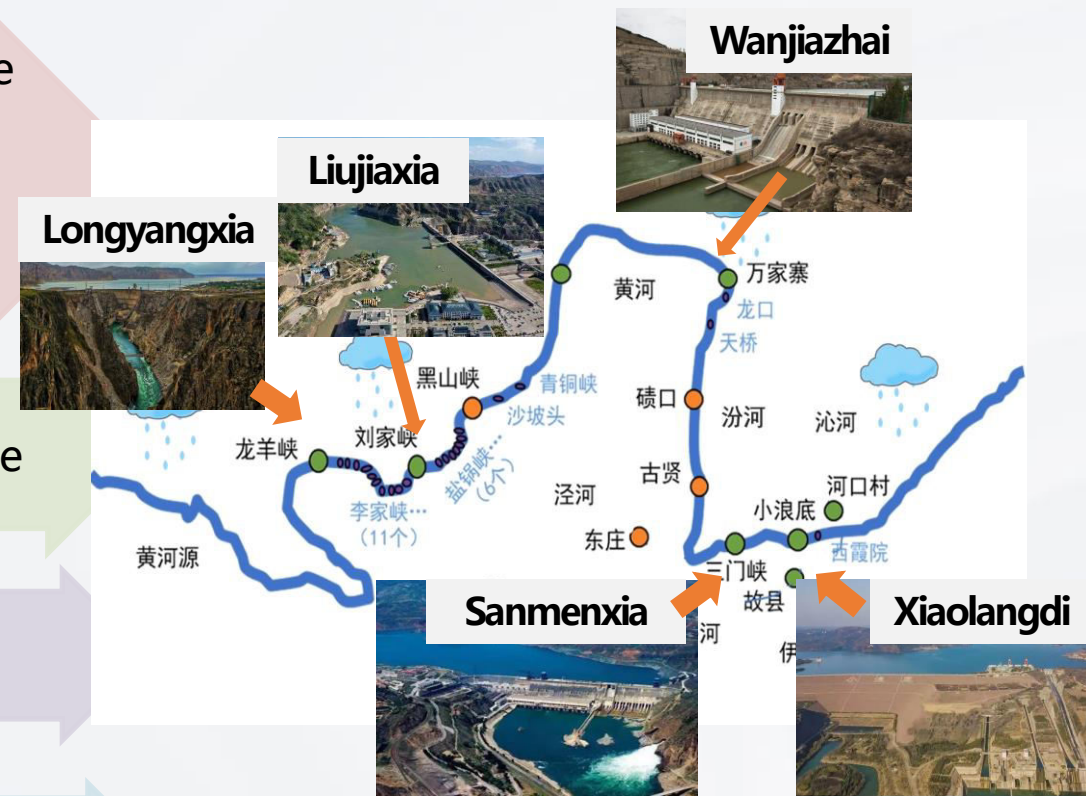 e
Wanjiazhai
Liujiaxia
Longyangxia
万家寨
黄河
龙口
天桥
黑山峡
青铜峡
沙坡头
碛口
汾河
沁河
刘家峡
龙羊峡
盐锅峡…
(6个)
古贤
e
泾河
河口村
小浪底
李家峡…
(11个)
东庄
西霞院
黄河源
三门峡
故县
Sanmenxia
Xiaolangdi
河
伊